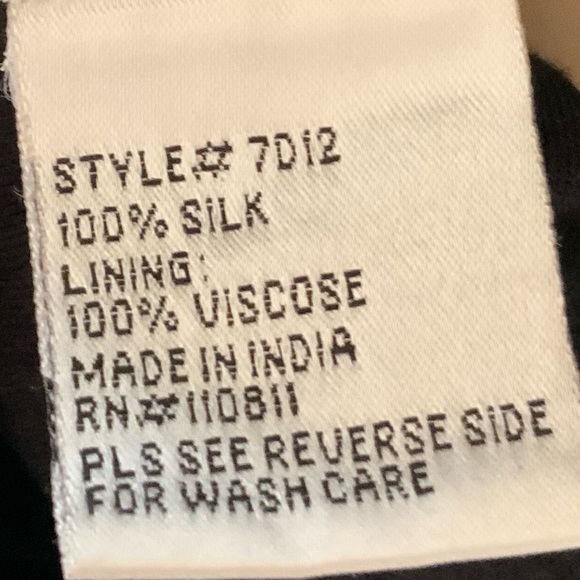 STYLE# 7D12
100% SILK
LINING:
100% VISCOSE
MADE IN INDIA
RN#110811
PLS SEE REVERSE SIDE
FOR WASH CARE